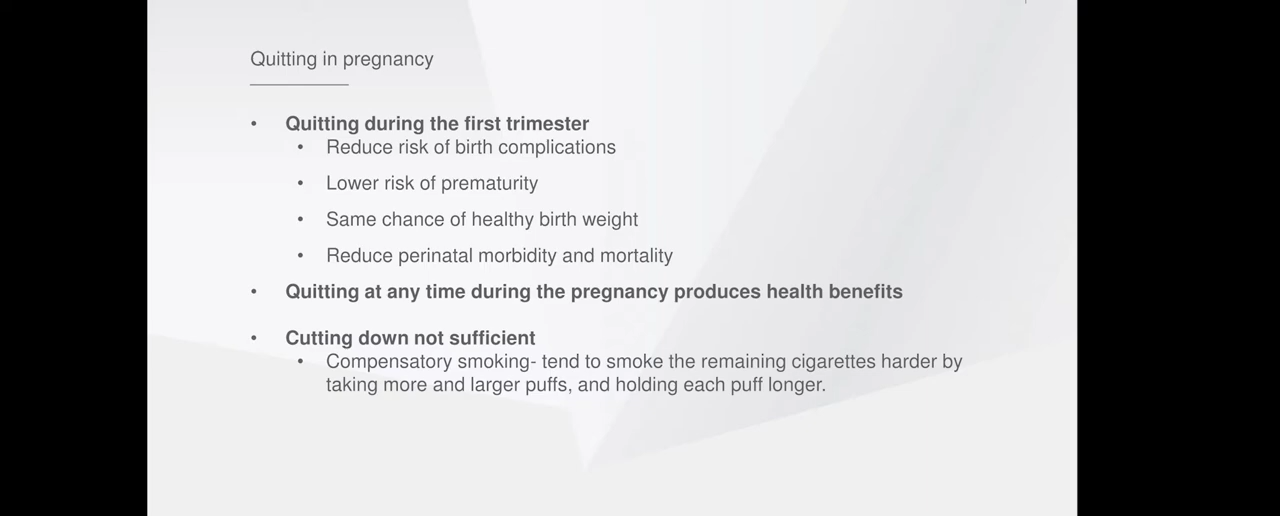 Quitting in pregnancy
• Quitting during the first trimester
• Reduce risk of birth complications
• Lower risk of prematurity
• Same chance of healthy birth weight
• Reduce perinatal morbidity and mortality
• Quitting at any time during the pregnancy produces health benefits
• Cutting down not sufficient
• Compensatory smoking- tend to smoke the remaining cigarettes harder by
taking more and larger puffs, and holding each puff longer.